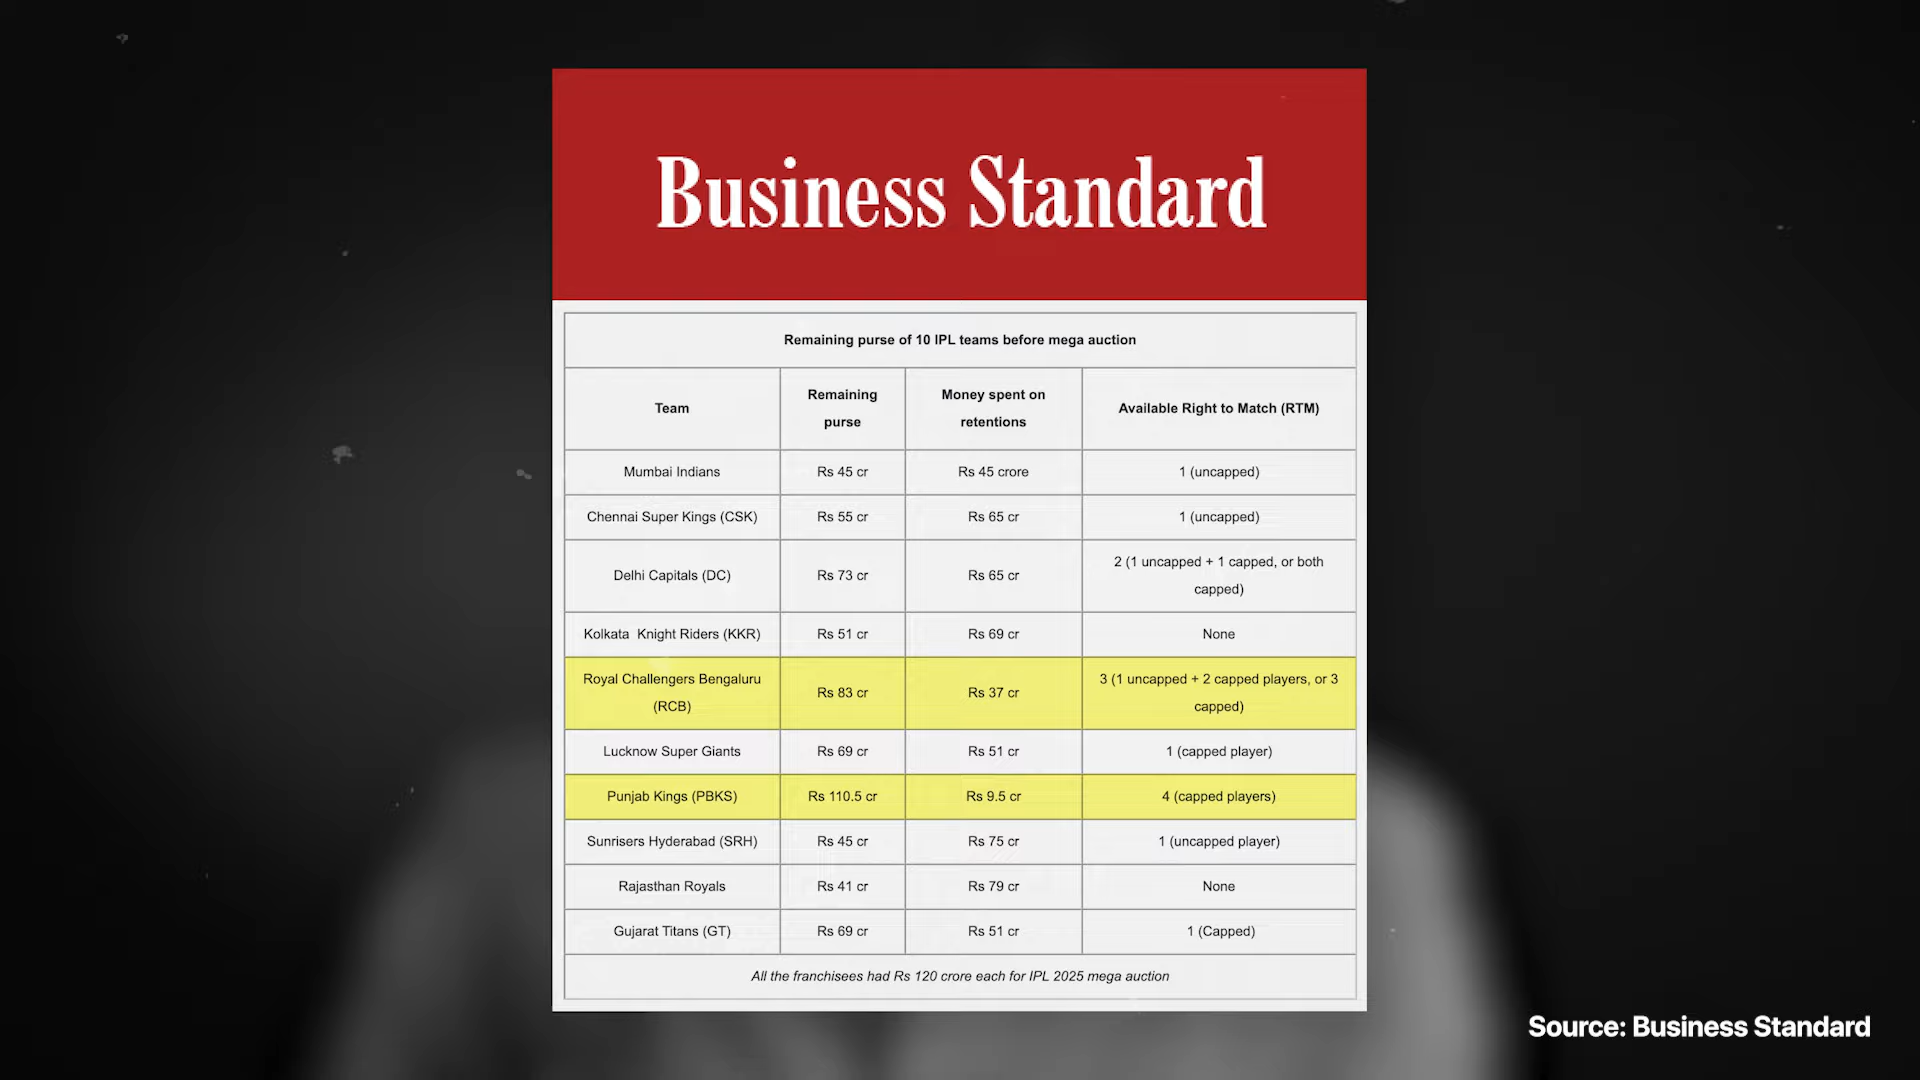 Business Standard
Remaining purse of 10 IPL teams before mega auction
Team
Remaining
purse
Money spent on
retentions
Available Right to Match (RTM)
Mumbai Indians
Rs 45 cr
Rs 45 crore
1 (uncapped)
Chennai Super Kings (CSK)
Rs 55 cr
Rs 65 cr
1 (uncapped)
Delhi Capitals (DC)
Rs 73 cr
Rs 65 cr
2 (1 uncapped + 1 capped, or both
capped)
Kolkata Knight Riders (KKR)
Rs 51 cr
Rs 69 cr
None
Royal Challengers Bengaluru
(RCB)
Rs 83 cr
Rs 37 cr
3 (1 uncapped + 2 capped players, or 3
capped)
Lucknow Super Giants
Rs 69 cr
Rs 51 cr
1 (capped player)
Punjab Kings (PBKS)
Rs 110.5 cr
Rs 9.5 cr
4 (capped players)
Sunrisers Hyderabad (SRH)
Rs 45 cr
Rs 75 cr
1 (uncapped player)
Rajasthan Royals
Rs 41 cr
Rs 79 cr
None
Gujarat Titans (GT)
Rs 69 cr
Rs 51 cr
1 (Capped)
All the franchisees had Rs 120 crore each for IPL 2025 mega auction
Source: Business Standard